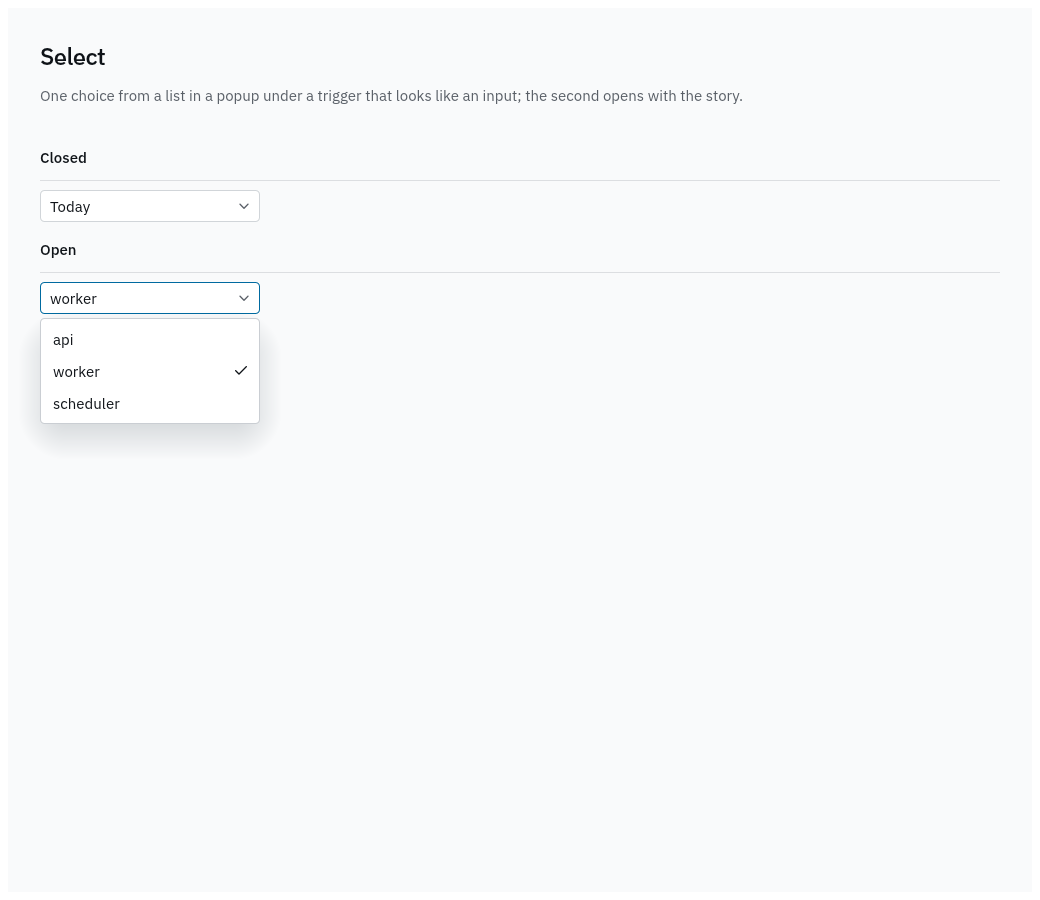 Select
One choice from a list in a popup under a trigger that looks like an input; the second opens with the story.
Closed
Today
Open
worker
api
worker
scheduler